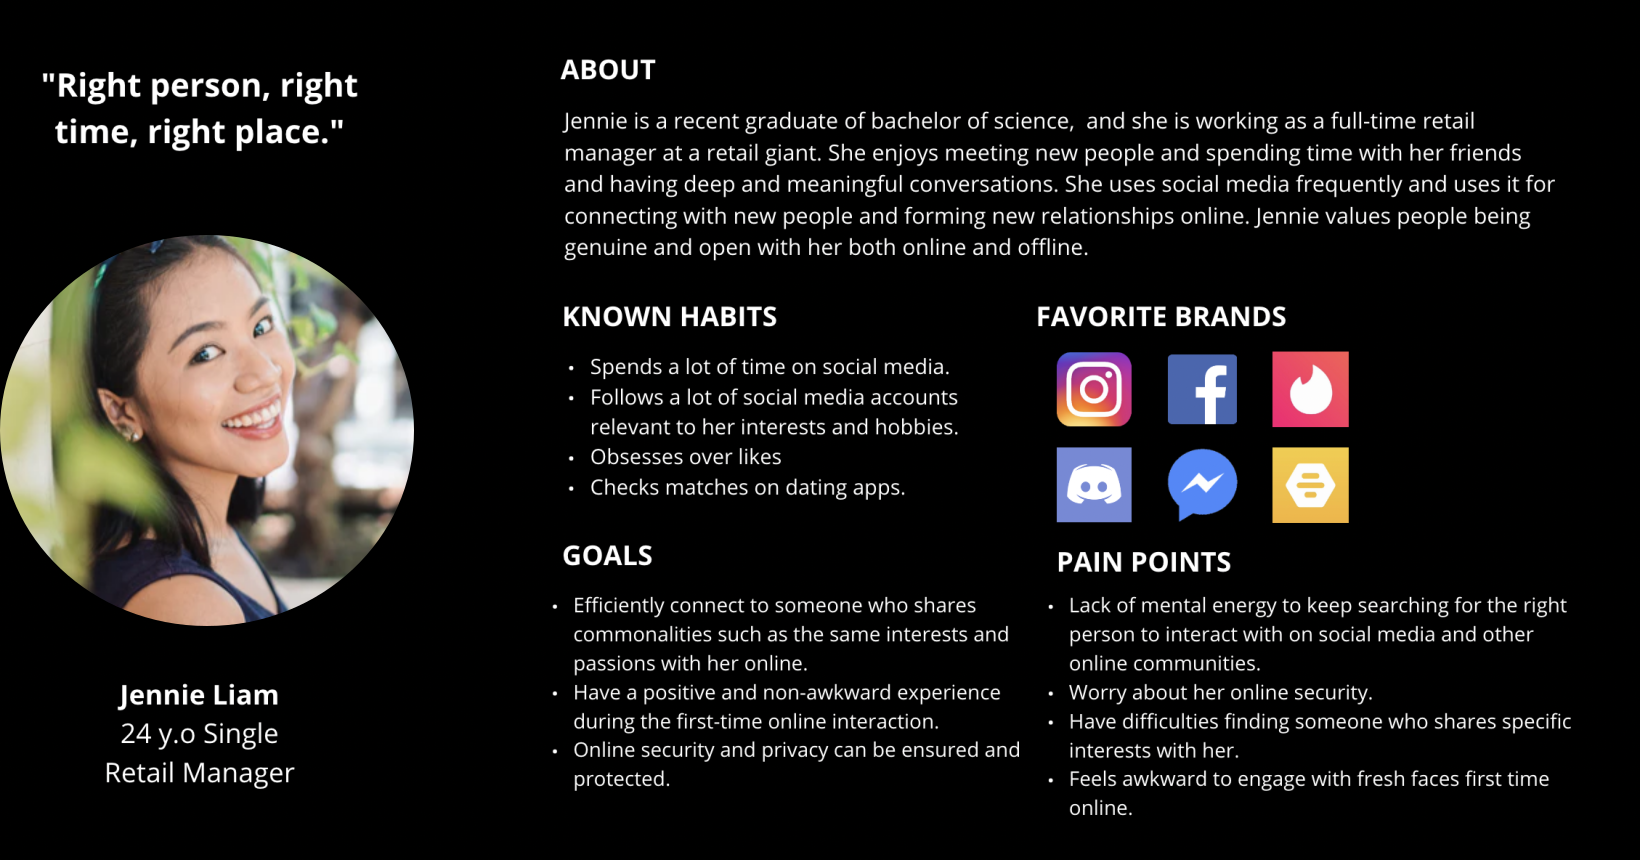 "Right person, right
time, right place."
Jennie Liam
24 y.o Single
Retail Manager
ABOUT
Jennie is a recent graduate of bachelor of science,  and she is working as a full-time retail
manager at a retail giant. She enjoys meeting new people and spending time with her friends
and having deep and meaningful conversations. She uses social media frequently and uses it for
connecting with new people and forming new relationships online. Jennie values people being
genuine and open with her both online and offline.
KNOWN HABITS
• Spends a lot of time on social media.
• Follows a lot of social media accounts
relevant to her interests and hobbies.
• Obsesses over likes
• Checks matches on dating apps.
FAVORITE BRANDS
GOALS
• Efficiently connect to someone who shares
commonalities such as the same interests and
passions with her online.
• Have a positive and non-awkward experience
during the first-time online interaction.
• Online security and privacy can be ensured and
protected.
PAIN POINTS
• Lack of mental energy to keep searching for the right
person to interact with on social media and other
online communities.
• Worry about her online security.
• Have difficulties finding someone who shares specific
interests with her.
• Feels awkward to engage with fresh faces first time
online.